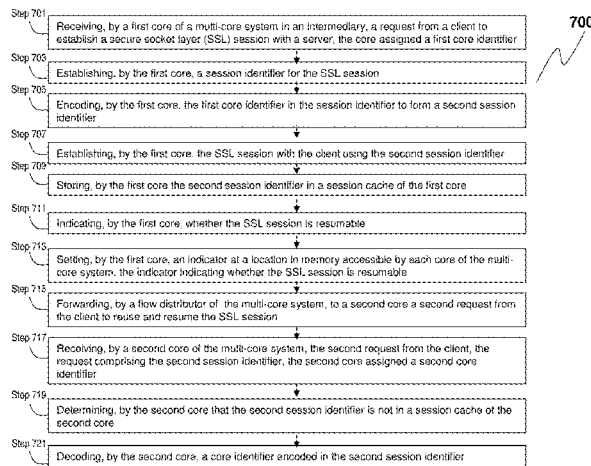 700
Step 701
Receiving, by a first core of a multi-core system in an intermediary, a request from a client to
establish a secure socket layer (SSL) session with a server, the core assigned a first core identifier
Step 703
Establishing, by the first core, a session identifier for the SSL session
Step 705
Encoding, by the first core, the first core identifier in the session identifier to form a second session
identifier
Step 707
Establishing, by the first core, the SSL session with the client using the second session identifier
Step 709
Storing, by the first core the second session identifier in a session cache of the first core
Step 711
Indicating, by the first core, whether the SSL session is resumable
Step
Setting, by the first core, an indicator at a location in memory accessible by each core of the multi-
core system, the indicator indicating whether the SSL session is resumable
Step
Forwarding, by a flow distributor of the multi-core system, to a second core a second request from
the client to reuse and resume the SSL session
Step 717
Receiving, by a second core of the multi-core system, the second request from the client, the
request comprising the second session identifier, the second core assigned a second core
identifier
Step 719
Determining, by the second core that the second session identifier is not in a session cache of the
second core
Step 721
Decoding, by the second core, a core identifier encoded in the second session identifier